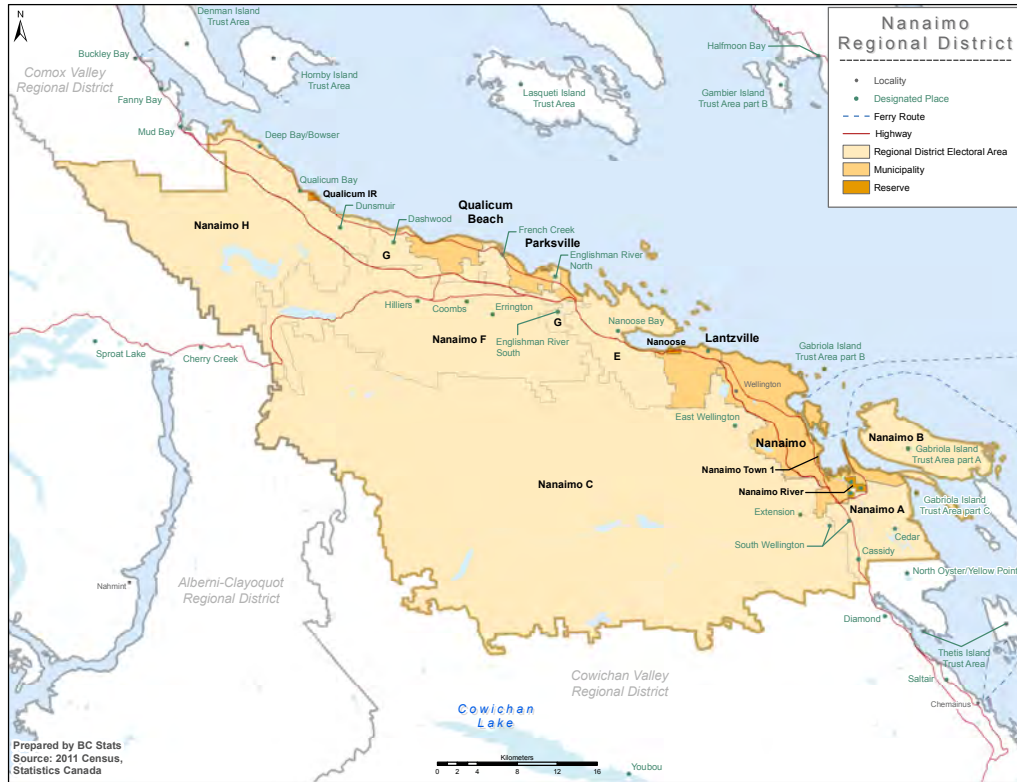 N
Nanaimo
Regional District
Locality
Designated Place
Ferry Route
Highway
Regional District Electoral Area
Municipality
Reserve
Denman Island
Trust Area
Buckley Bay
Comox Valley
Regional District
Hornby Island
Trust Area
Lasqueti Island
Trust Area
Halfmoon Bay
Gambier Island
Trust Area part B
Fanny Bay
Mud Bay
Deep Bay/Bowser
Qualicum Bay
Qualicum IR
Dunsmuir
Dashwood
Qualicum
Beach
French Creek
Parksville
Englishman River
North
Nanaimo H
G
Hilliers
Coombs
Errington
G
Englishman River
South
Nanaimo F
Nanoose Bay
Nanoose
Lantzville
E
Gabriola Island
Trust Area part B
Sproat Lake
Cherry Creek
Wellington
East Wellington
Nanaimo
Nanaimo B
Gabriola Island
Trust Area part A
Nanaimo Town 1
Nanaimo C
Nanaimo River
Nanaimo A
Gabriola Island
Trust Area part C
Extension
South Wellington
Cedar
Cassidy
North Oyster/Yellow Point
Nahmint
Alberni-Clayoquot
Regional District
Diamond
Thetis Island
Trust Area
Saltair
Chemainus
Cowichan Valley
Regional District
Cowichan
Lake
Youbou
Prepared by BC Stats
Source: 2011 Census,
Statistics Canada
Kilometers
0 2 4 8 12 16